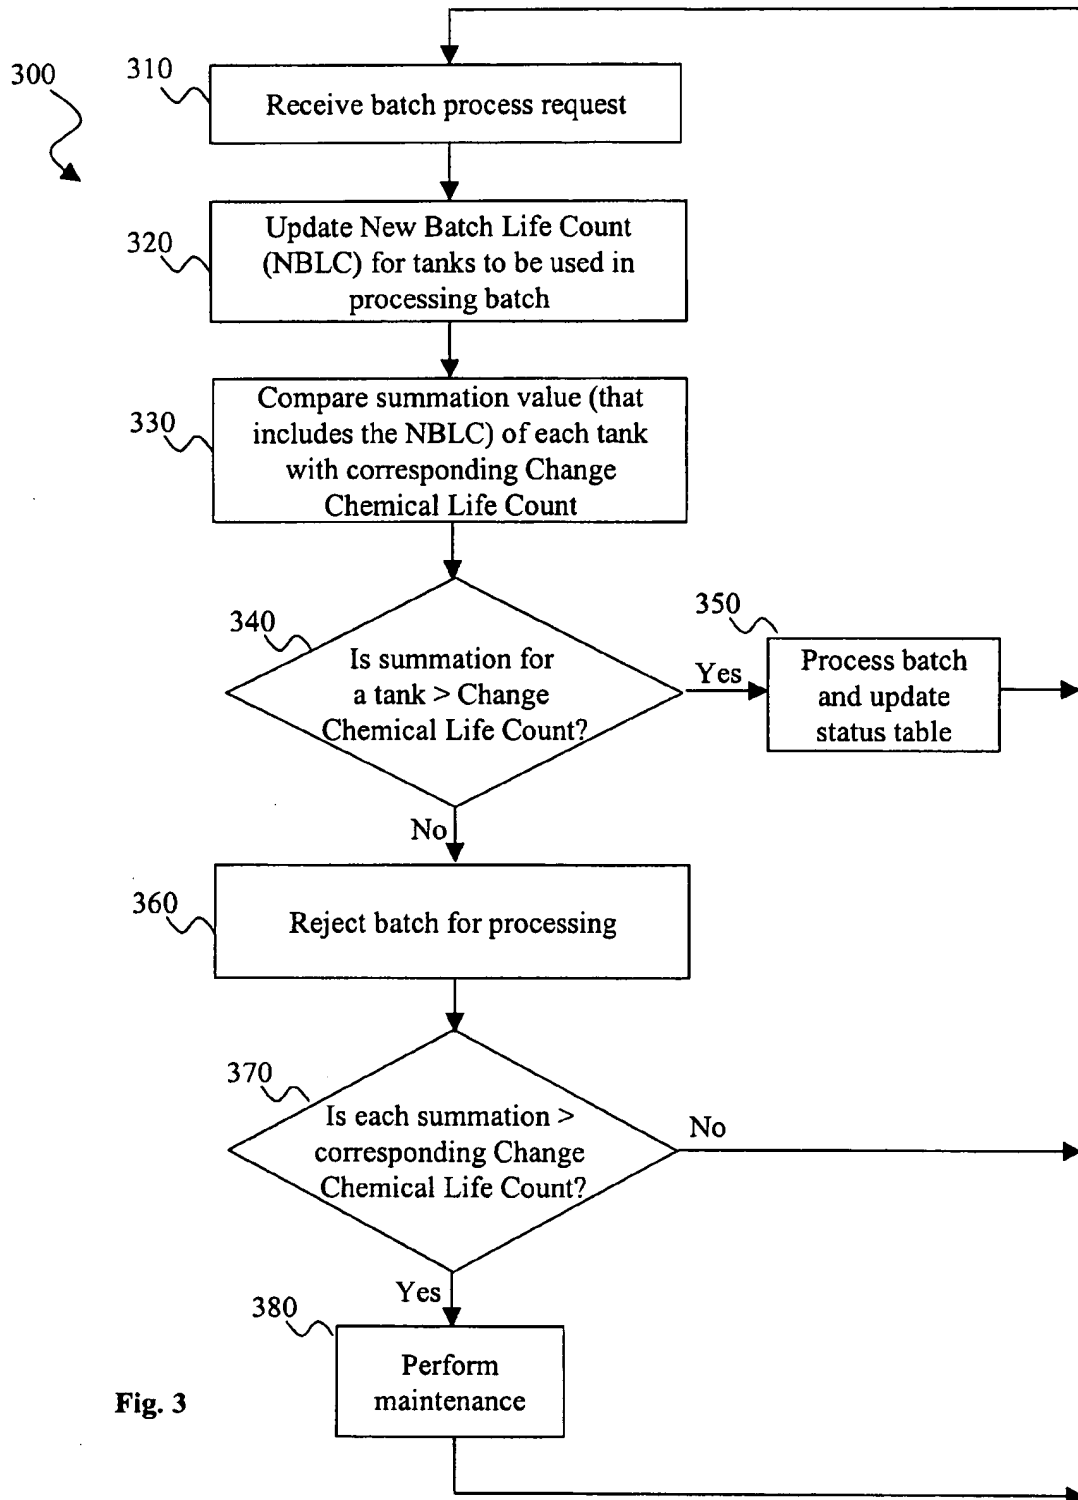 300
310
Receive batch process request
320
Update New Batch Life Count
(NBLC) for tanks to be used in
processing batch
330
Compare summation value (that
includes the NBLC) of each tank
with corresponding Change
Chemical Life Count
340
Is summation for
a tank > Change
Chemical Life Count?
Yes
350
Process batch
and update
status table
No
360
Reject batch for processing
370
Is each summation >
corresponding Change
Chemical Life Count?
No
Yes
380
Perform
maintenance
Fig. 3